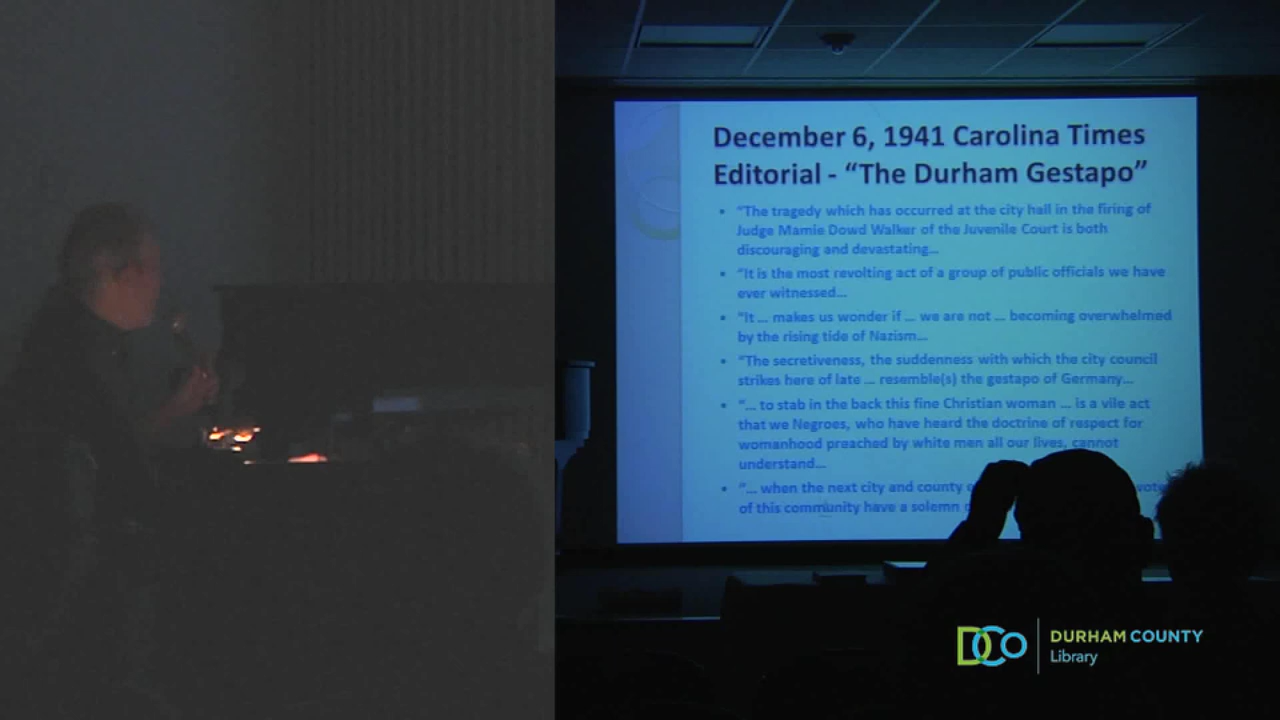 December 6, 1941 Carolina Times
Editorial - “The Durham Gestapo”
• “The tragedy which has occurred at the city hall in the firing of
Judge Mamie Dowd Walker of the Juvenile Court is both
discouraging and devastating...
• “It is the most revolting act of a group of public officials we have
ever witnessed...
• “It ... makes us wonder if ... we are not ... becoming overwhelmed
by the rising tide of Nazism...
• “The secretiveness, the suddenness with which the city council
strikes here of late ... resemble(s) the gestapo of Germany...
• “... to stab in the back this fine Christian woman ... is a vile act
that we Negroes, who have heard the doctrine of respect for
womanhood preached by white men all our lives, cannot
understand...
• “... when the next city and county
of this community have a solemn
DCo
DURHAM COUNTY
Library